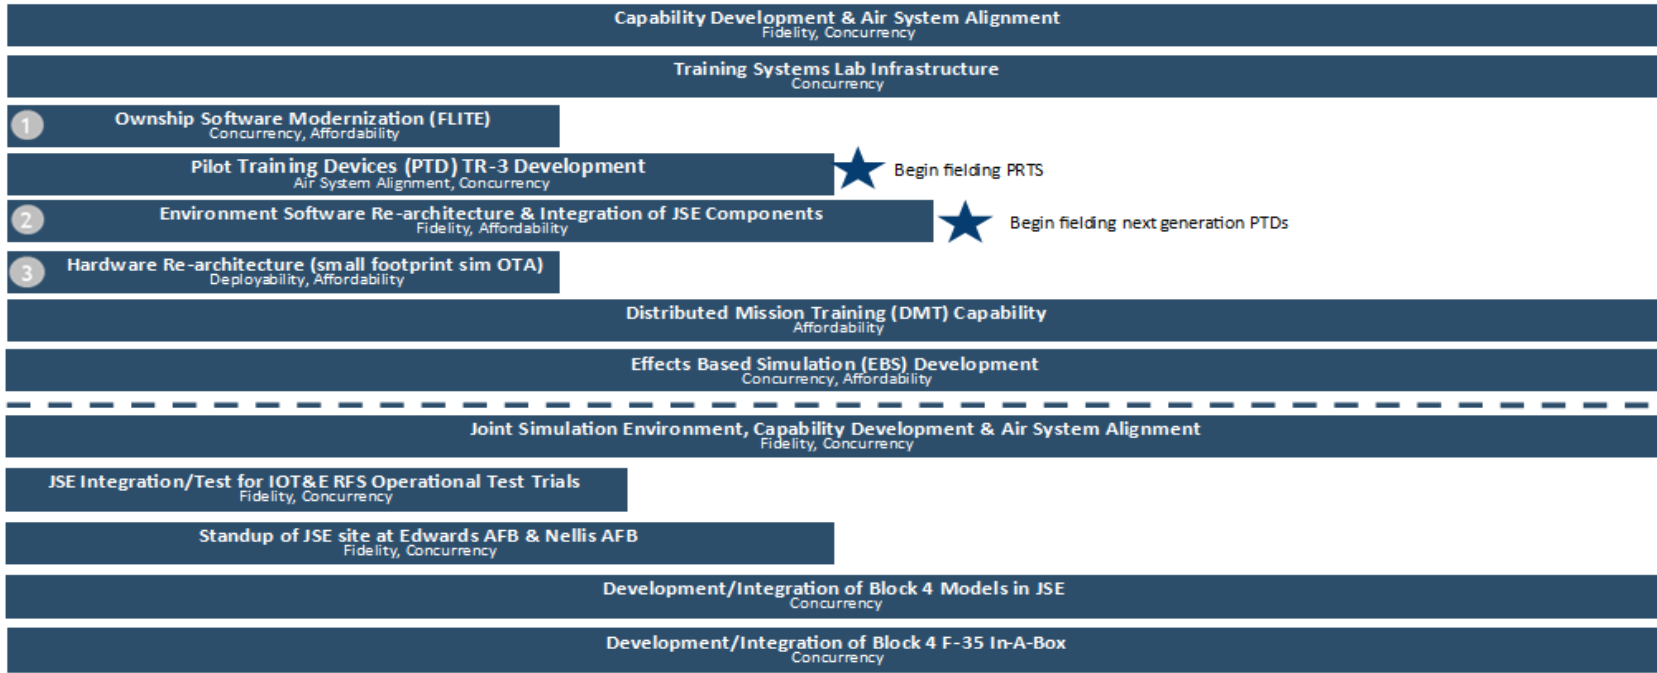 Capability Development & Air System Alignment
Fidelity, Concurrency
Training Systems Lab Infrastructure
Concurrency
1
Ownship Software Modernization (FLITE)
Concurrency, Affordability
Pilot Training Devices (PTD) TR-3 Development
Air System Alignment, Concurrency
Begin fielding PRTS
2
Environment Software Re-architecture & Integration of JSE Components
Fidelity, Affordability
Begin fielding next generation PTDs
3
Hardware Re-architecture (small footprint sim OTA)
Deployability, Affordability
Distributed Mission Training (DMT) Capability
Affordability
Effects Based Simulation (EBS) Development
Concurrency, Affordability
Joint Simulation Environment, Capability Development & Air System Alignment
Fidelity, Concurrency
JSE Integration/Test for IOT&E RFS Operational Test Trials
Fidelity, Concurrency
Standup of JSE site at Edwards AFB & Nellis AFB
Fidelity, Concurrency
Development/Integration of Block 4 Models in JSE
Concurrency
Development/Integration of Block 4 F-35 In-A-Box
Concurrency